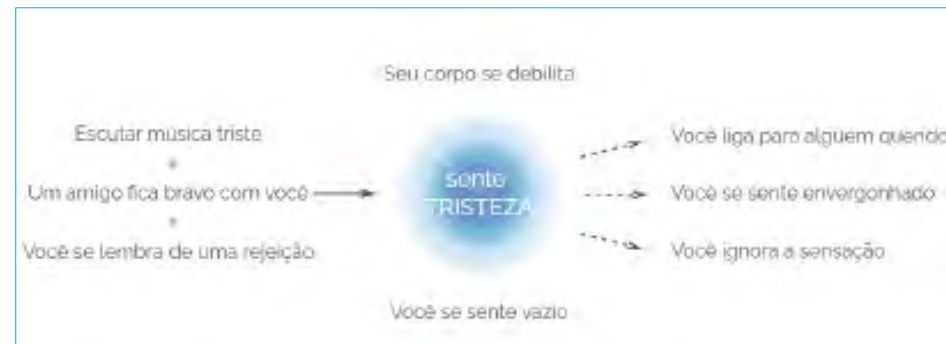 Seu corpo se debilita
Escutar música triste
+
Um amigo fica bravo com você
+
Você se lembra de uma rejeição
sento
TRISTEZA
Você liga para alguem querido
Você se sente envergonhado
Você ignora a sensação
Você se sente vazio